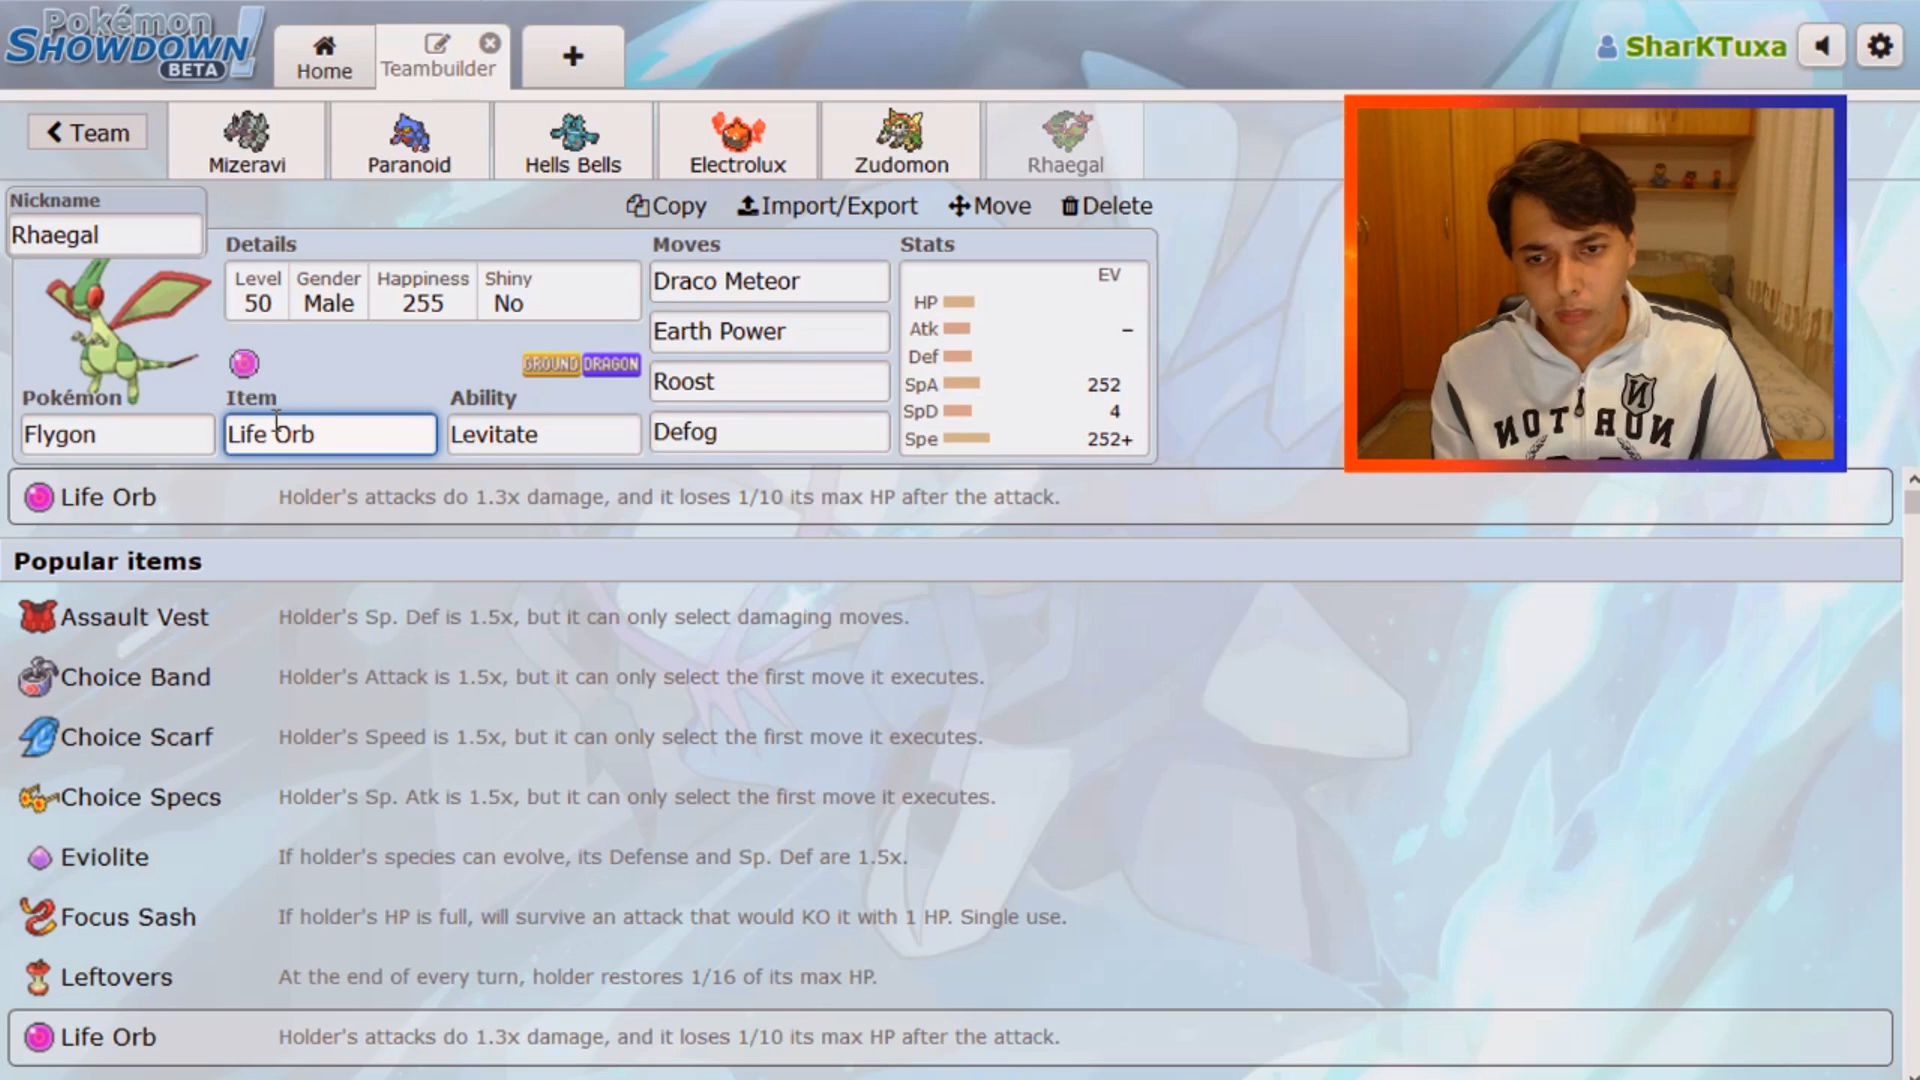 Pokémon
SHOWDOWN!
BETA
Home
Teambuilder
+
SharKTuxa
Team
Mizeravi
Paranoid
Hells Bells
Electrolux
Zudomon
Rhaegal
Nickname
Rhaegal
Copy
Import/Export
Move
Delete
Details
Level
50
Gender
Male
Happiness
255
Shiny
No
GROUND DRAGON
Pokémon
Flygon
Item
Life Orb
Ability
Levitate
Moves
Draco Meteor
Earth Power
Roost
Defog
Stats
EV
HP
Atk –
Def
SpA 252
SpD 4
Spe 252+
Life Orb Holder's attacks do 1.3x damage, and it loses 1/10 its max HP after the attack.
Popular items
Assault Vest Holder's Sp. Def is 1.5x, but it can only select damaging moves.
Choice Band Holder's Attack is 1.5x, but it can only select the first move it executes.
Choice Scarf Holder's Speed is 1.5x, but it can only select the first move it executes.
Choice Specs Holder's Sp. Atk is 1.5x, but it can only select the first move it executes.
Eviolite If holder's species can evolve, its Defense and Sp. Def are 1.5x.
Focus Sash If holder's HP is full, will survive an attack that would KO it with 1 HP. Single use.
Leftovers At the end of every turn, holder restores 1/16 of its max HP.
Life Orb Holder's attacks do 1.3x damage, and it loses 1/10 its max HP after the attack.